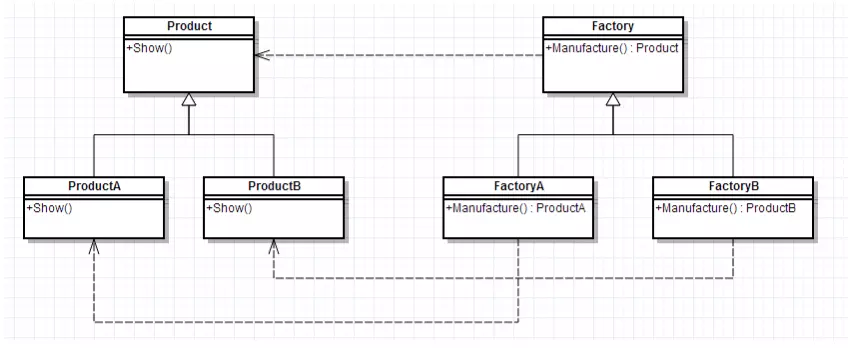 Product
+Show()
Factory
+Manufacture() : Product
ProductA
+Show()
ProductB
+Show()
FactoryA
+Manufacture() : ProductA
FactoryB
+Manufacture() : ProductB